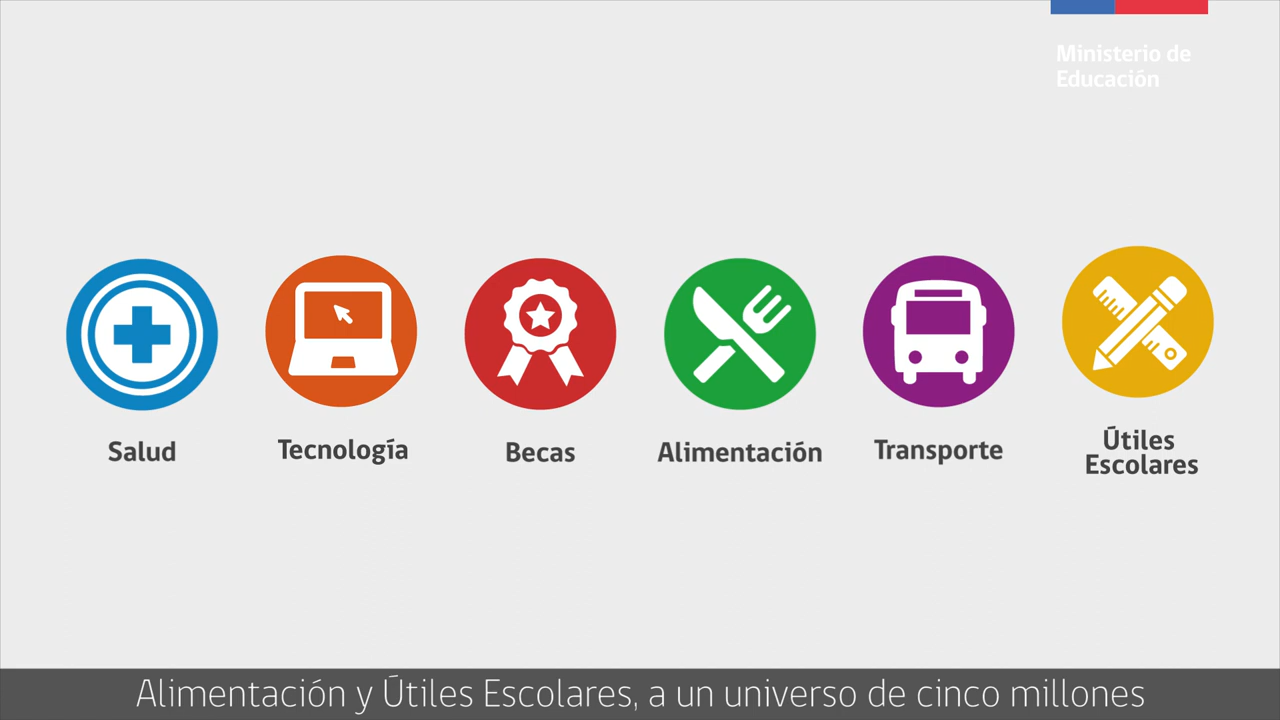 Ministerio de
Educación
Salud
Tecnología
Becas
Alimentación
Transporte
Útiles
Escolares
Alimentación y Útiles Escolares, a un universo de cinco millones